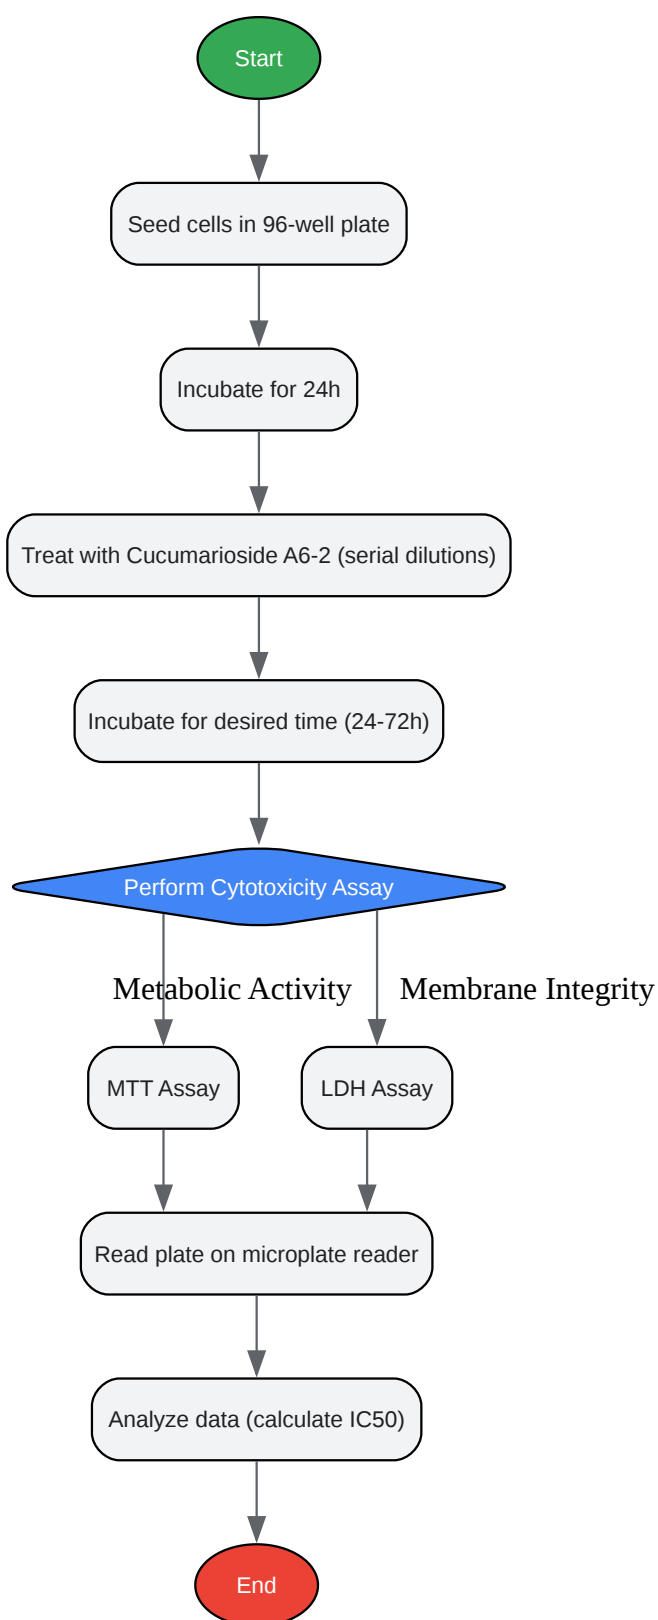 Start
Seed cells in 96-well plate
Incubate for 24h
Treat with Cucumarioside A6-2 (serial dilutions)
Incubate for desired time (24-72h)
Perform Cytotoxicity Assay
Metabolic Activity
Membrane Integrity
MTT Assay
LDH Assay
Read plate on microplate reader
Analyze data (calculate IC50)
End